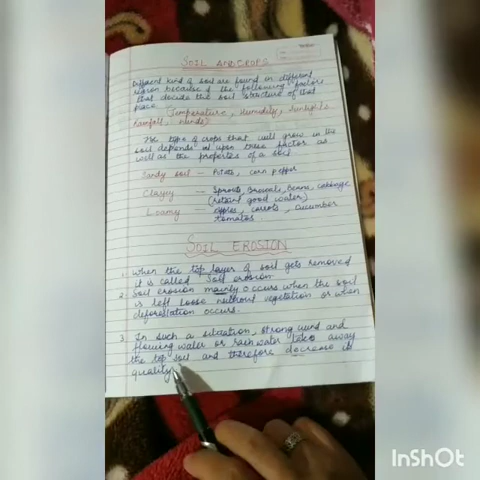 SOIL AND CROPS
Different kind of soil are found in different
because of the following factors
that decide the soil structure of that
place
(Temperature, Humidity, Sunlight,
Rainfall, winds)
The type of crops that will grow in the
soil depends upon these factor as
well as the properties of a soil
Sandy soil — Potato, corn pepper
Clayey — Sprouts, Broccoli, Beans, cabbage
(retain good water)
Loamy — carrots, cucumber
tomatos.
SOIL EROSION
1. When the top layer of soil gets removed
it is called soil erosion.
2. Soil erosion mainly occurs when the soil
is left loose without vegetation or when
deforestation occurs.
3. In such a situation, strong wind and
flowing water or rain water away
the top soil and therefore decrease it
quality
InShOt